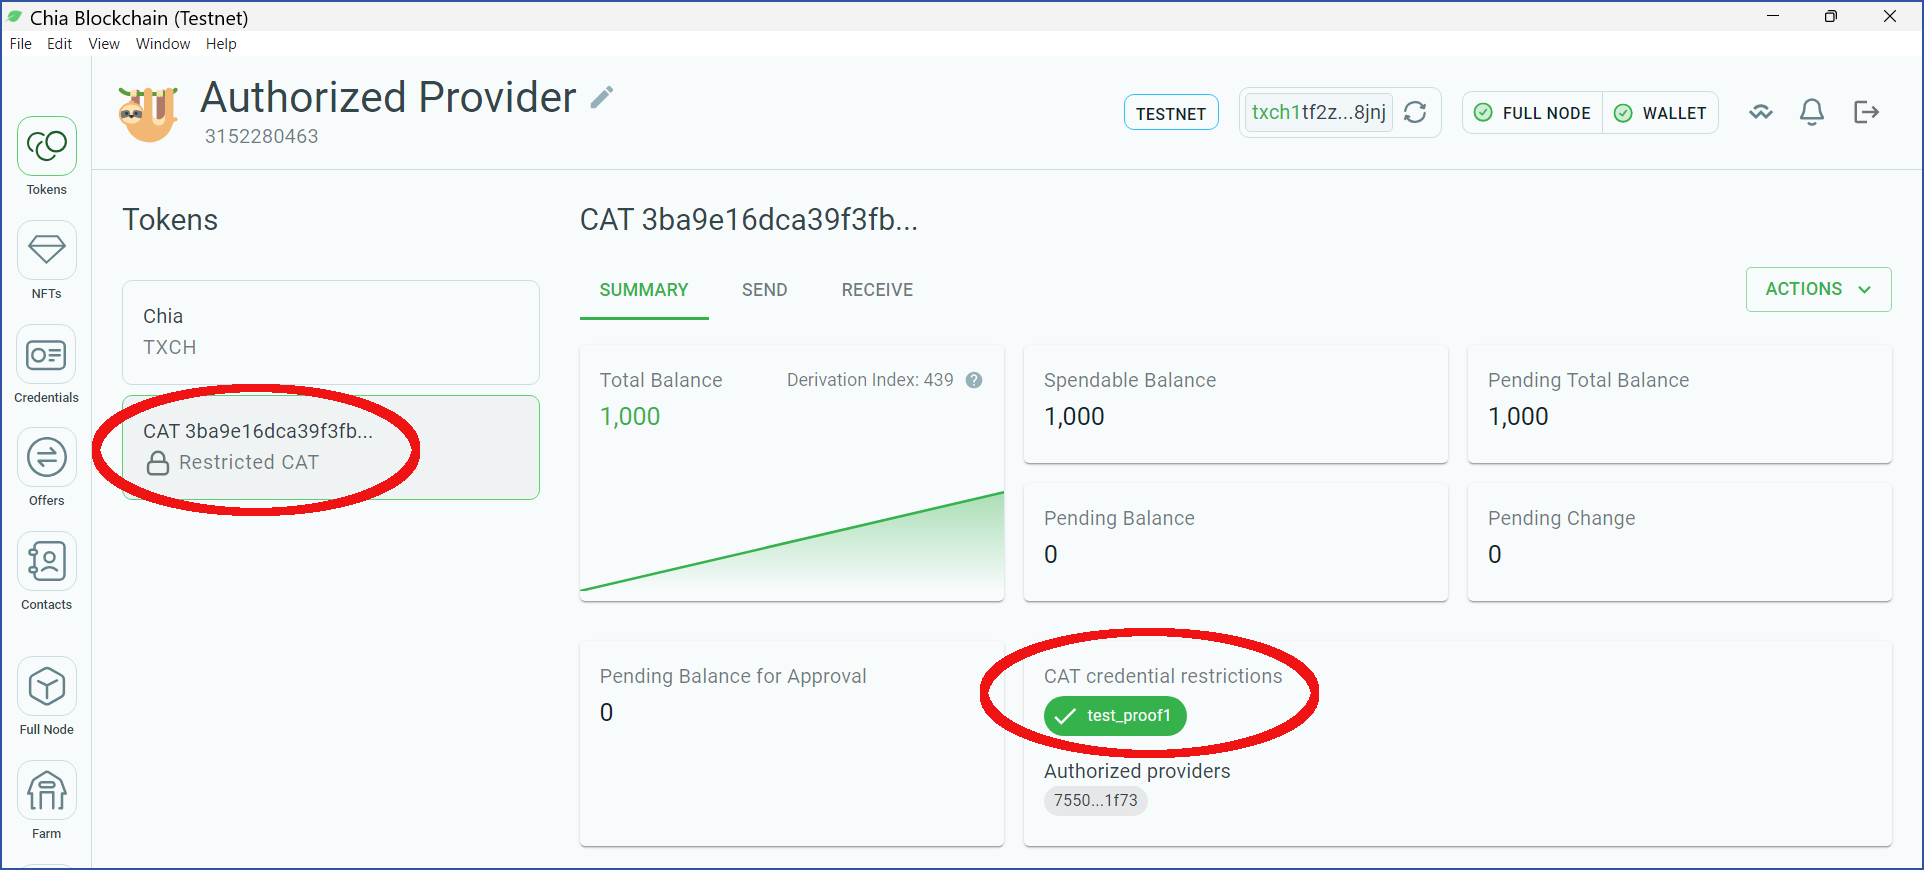 Chia Blockchain (Testnet)
File Edit View Window Help
Authorized Provider
3152280463
TESTNET
txch1tf2z...8jnj
FULL NODE
WALLET
Tokens
NFTs
Credentials
Offers
Contacts
Full Node
Farm
Tokens
Chia
TXCH
CAT 3ba9e16dca39f3fb...
Restricted CAT
CAT 3ba9e16dca39f3fb...
SUMMARY SEND RECEIVE
ACTIONS
Total Balance
Derivation Index: 439
?
1,000
Spendable Balance
1,000
Pending Total Balance
1,000
Pending Balance
0
Pending Change
0
Pending Balance for Approval
0
CAT credential restrictions
test_proof1
Authorized providers
7550...1f73